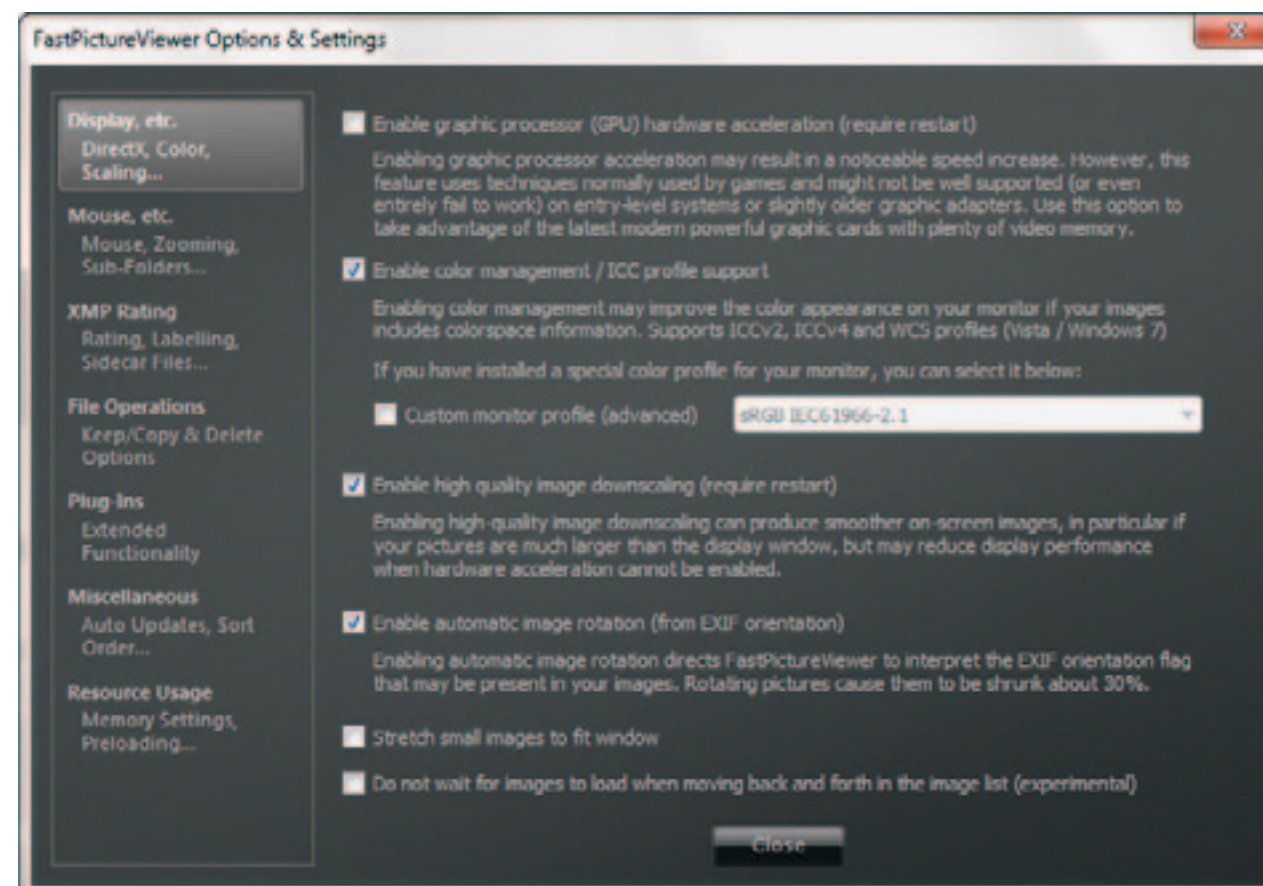 FastPictureViewer Options & Settings
Display, etc.
DirectX, Color,
Scaling...
Mouse, etc.
Mouse, Zooming,
Sub-Folders...
XMP Rating
Rating, Labelling,
Sidecar Files...
File Operations
Keep/Copy & Delete
Options
Plug-Ins
Extended
Functionality
Miscellaneous
Auto Updates, Sort
Order...
Resource Usage
Memory Settings,
Preloading...
Enable graphic processor (GPU) hardware acceleration (require restart)
Enabling graphic processor acceleration may result in a noticeable speed increase. However, this
feature uses techniques normally used by games and might not be well supported (or even
entirely fail to work) on entry-level systems or slightly older graphic adapters. Use this option to
take advantage of the latest modern powerful graphic cards with plenty of video memory.
Enable color management / ICC profile support
Enabling color management may improve the color appearance on your monitor if your images
includes colorspace information. Supports ICCv2, ICCv4 and WCS profiles (Vista / Windows 7)
If you have installed a special color profile for your monitor, you can select it below:
Custom monitor profile (advanced)
sRGB IEC61966-2.1
Enable high quality image downscaling (require restart)
Enabling high-quality image downscaling can produce smoother on-screen images, in particular if
your pictures are much larger than the display window, but may reduce display performance
when hardware acceleration cannot be enabled.
Enable automatic image rotation (from EXIF orientation)
Enabling automatic image rotation directs FastPictureViewer to interpret the EXIF orientation flag
that may be present in your images. Rotating pictures cause them to be shrunk about 30%.
Stretch small images to fit window
Do not wait for images to load when moving back and forth in the image list (experimental)
Close